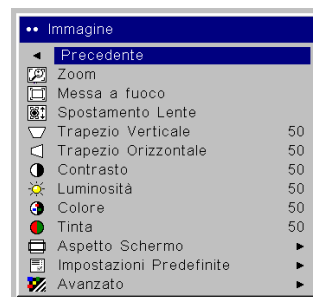 •• Immagine
Precedente
Zoom
Messa a fuoco
Spostamento Lente
Trapezio Verticale 50
Trapezio Orizzontale 50
Contrasto 50
Luminosità 50
Colore 50
Tinta 50
Aspetto Schermo
Impostazioni Predefinite
Avanzato